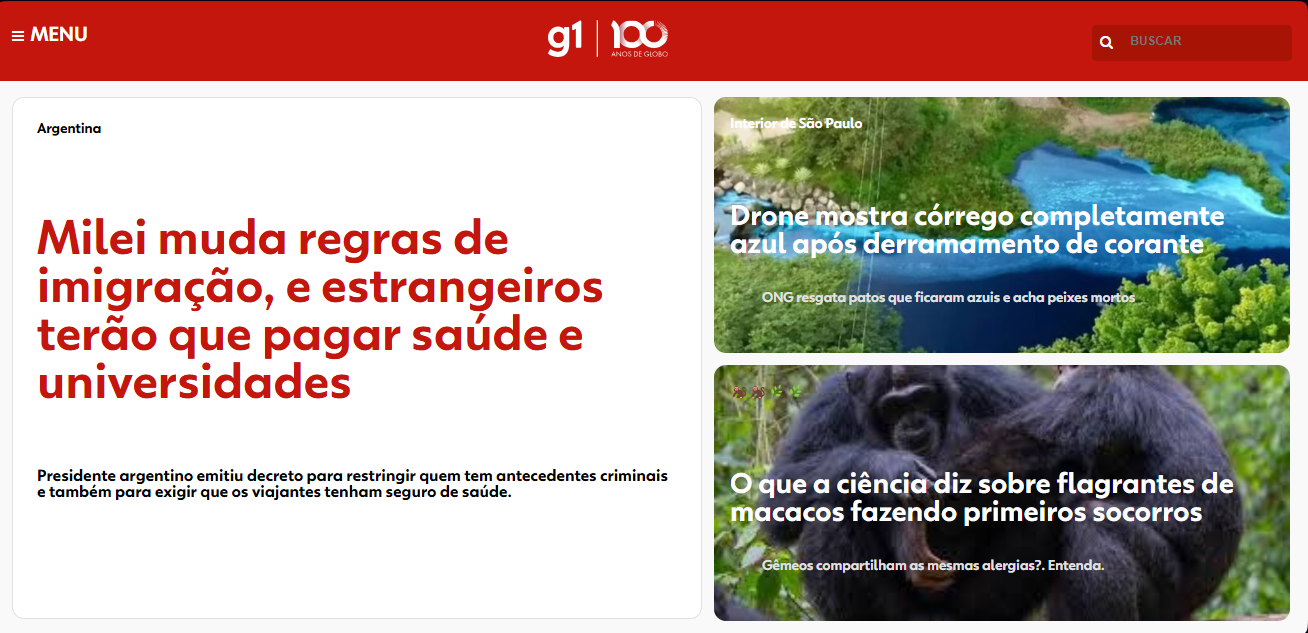 MENU
g1
100
ANOS DE GLOBO
BUSCAR
Argentina
Milei muda regras de
imigração, e estrangeiros
terão que pagar saúde e
universidades
Presidente argentino emitiu decreto para restringir quem tem antecedentes criminais
e também para exigir que os viajantes tenham seguro de saúde.
Interior de São Paulo
Drone mostra córrego completamente
azul após derramamento de corante
ONG resgata patos que ficaram azuis e acha peixes mortos
O que a ciência diz sobre flagrantes de
macacos fazendo primeiros socorros
Gêmeos compartilham as mesmas alergias?. Entenda.